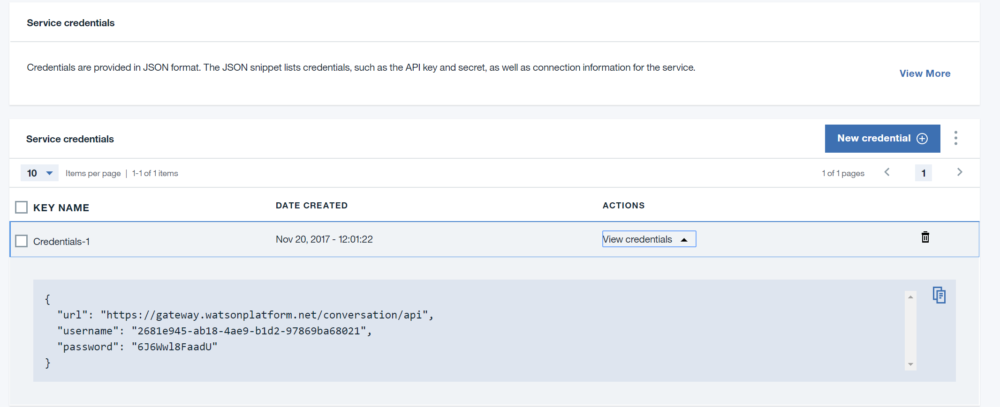 Service credentials
Credentials are provided in JSON format. The JSON snippet lists credentials, such as the API key and secret, as well as connection information for the service.
View More
Service credentials
New credential
10 Items per page | 1-1 of 1 items 1 of 1 pages 1
KEY NAME DATE CREATED ACTIONS
Credentials-1 Nov 20, 2017 - 12:01:22 View credentials
{
"url": "https://gateway.watsonplatform.net/conversation/api",
"username": "2681e945-ab18-4ae9-b1d2-97869ba68021",
"password": "6J6Wwl8FaadU"
}